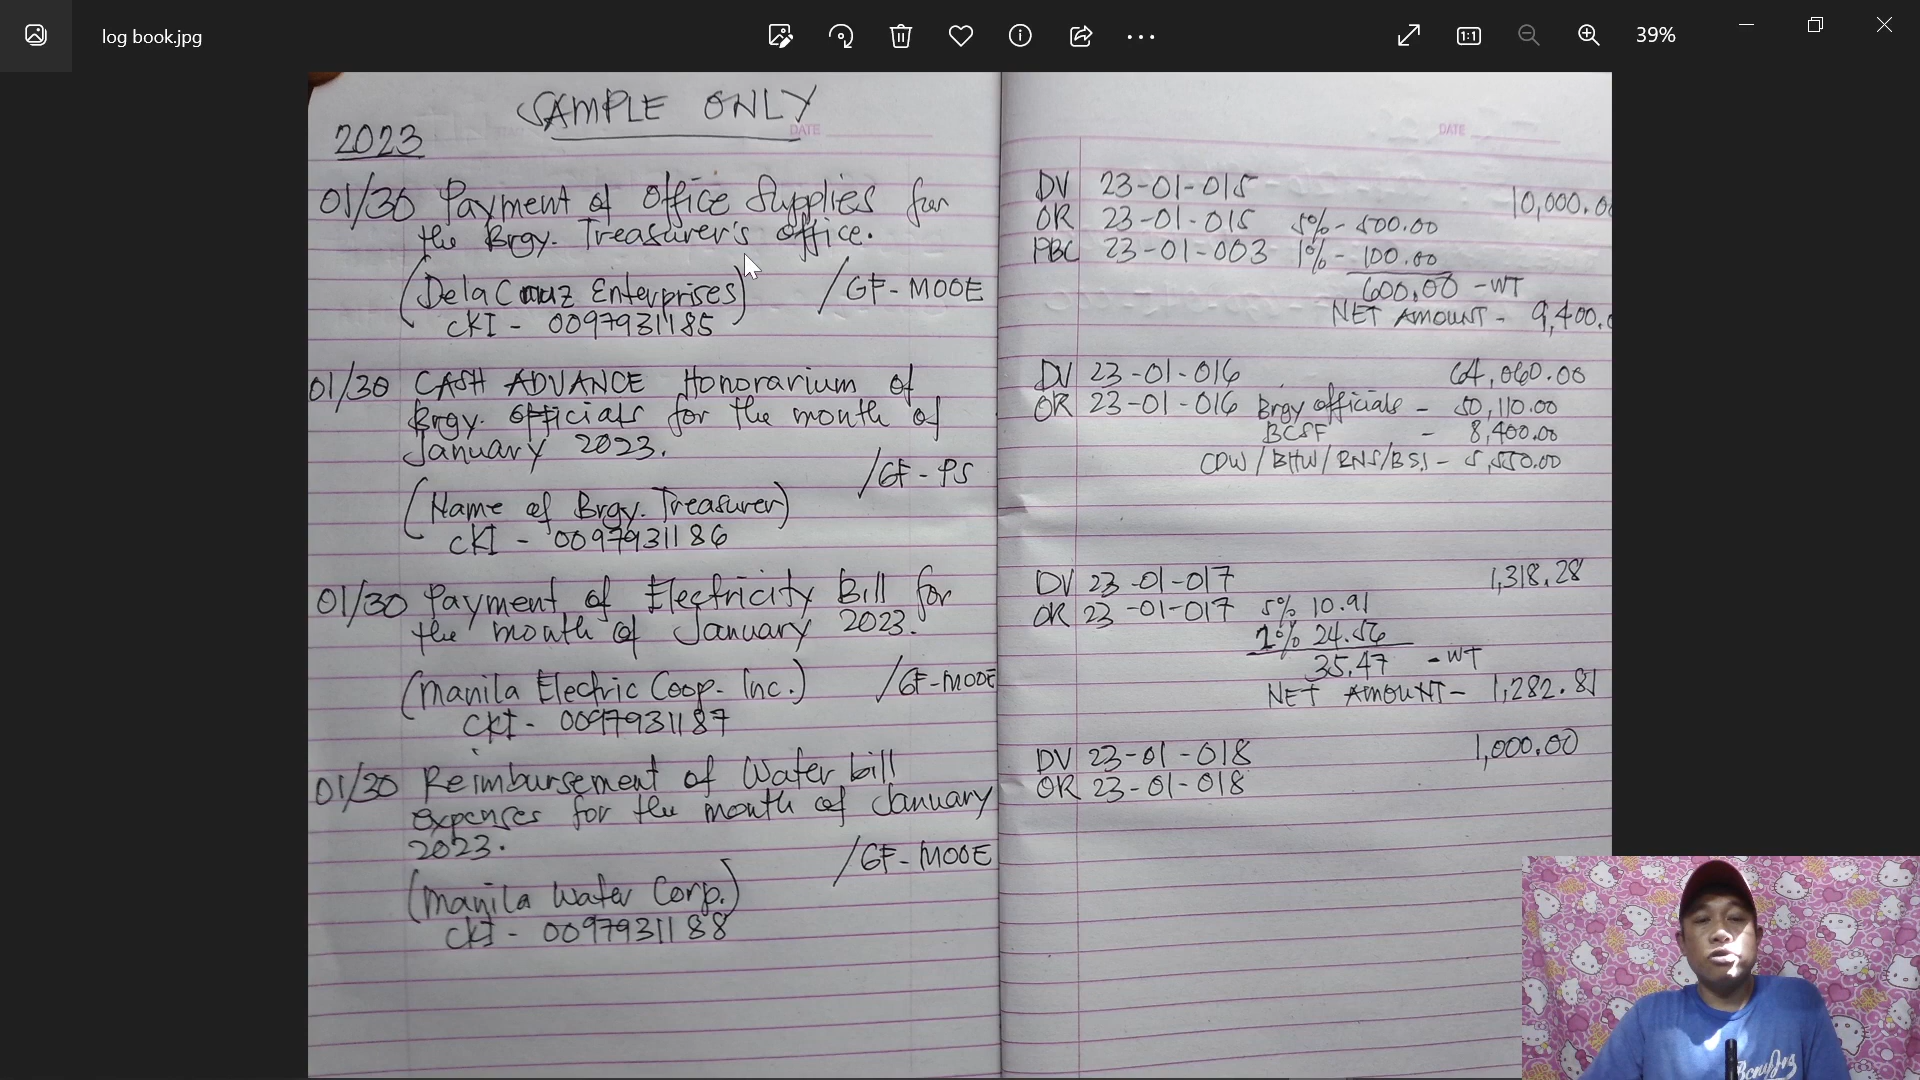 log book.jpg
39%
SAMPLE ONLY
DATE
2023
01/30 Payment of Office Supplies for
the Brgy. Treasurer's office.
(Dela Cruz Enterprises) /GF-MOOE
CKI - 0097931185
01/30 CASH ADVANCE Honorarium of
Brgy. Officials for the month of
January 2023.
/GF-PS
(Name of Brgy. Treasurer)
CKI - 0097931186
01/30 Payment of Electricity Bill for
the month of January 2023.
(Manila Electric Coop. Inc.) /GF-MOOE
CKI - 0097931187
01/30 Reimbursement of Water bill
expenses for the month of January
2023.
/GF-MOOE
(Manila Water Corp.)
CKI - 0097931188
DATE
DV 23-01-015 10,000.00
OR 23-01-015 5%- 500.00
PBC 23-01-003 1%- 100.00
600.00 -WT
NET AMOUNT - 9,400.0
DV 23-01-016 64,060.00
OR 23-01-016 Brgy officials - 50,110.00
BCSF - 8,400.00
CDW/BHW/BNS/BSI - 5,550.00
DV 23-01-017 1,318.28
OR 23-01-017 5% 10.91
2% 24.56
35.47 -WT
NET AMOUNT- 1,282.81
DV 23-01-018 1,000.00
OR 23-01-018